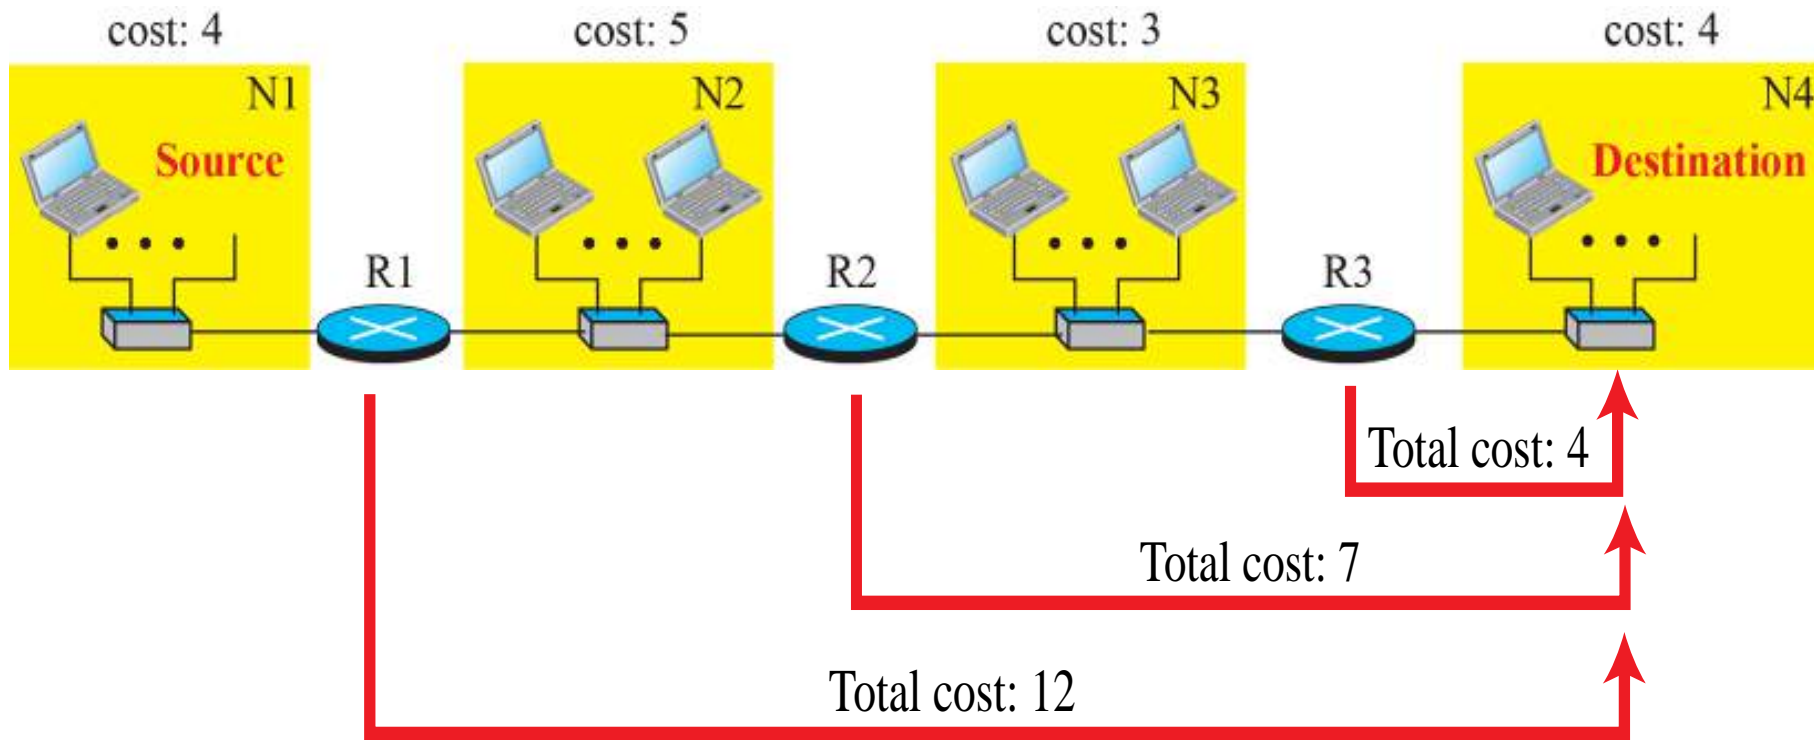 cost: 4
cost: 5
cost: 3
cost: 4
N1
N2
N3
N4
Source
Destination
R1
R2
R3
Total cost: 4
Total cost: 7
Total cost: 12